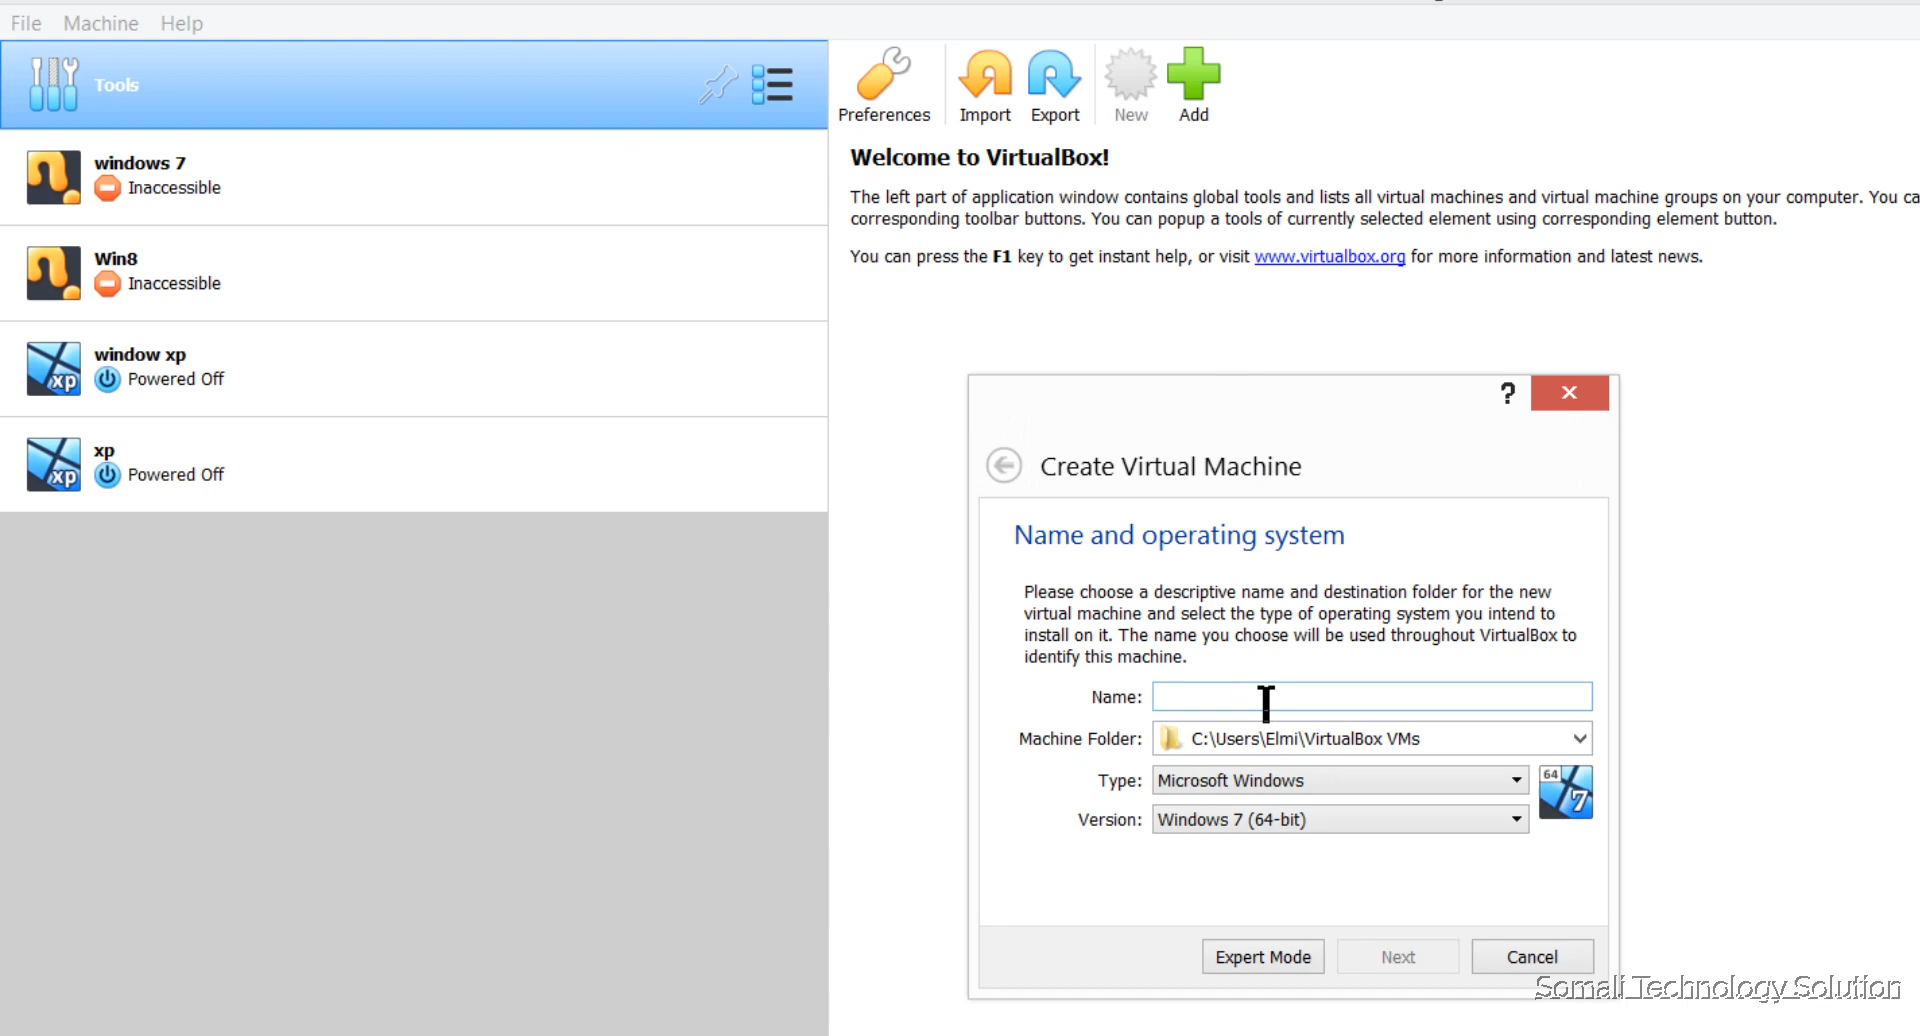 File Machine Help
Tools
windows 7
Inaccessible
Win8
Inaccessible
window xp
Powered Off
xp
Powered Off
Preferences Import Export New Add
Welcome to VirtualBox!
The left part of application window contains global tools and lists all virtual machines and virtual machine groups on your computer. You ca
corresponding toolbar buttons. You can popup a tools of currently selected element using corresponding element button.
You can press the F1 key to get instant help, or visit www.virtualbox.org for more information and latest news.
Create Virtual Machine
Name and operating system
Please choose a descriptive name and destination folder for the new
virtual machine and select the type of operating system you intend to
install on it. The name you choose will be used throughout VirtualBox to
identify this machine.
Name:
Machine Folder: C:\Users\Elmi\VirtualBox VMs
Type: Microsoft Windows
Version: Windows 7 (64-bit)
64
7
xp
xp
Expert Mode Next Cancel
Somali Technology Solution